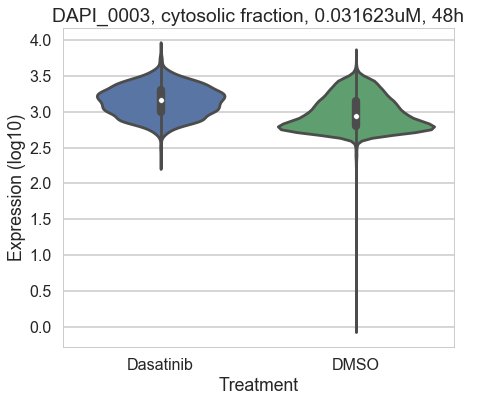 DAPI_0003, cytosolic fraction, 0.031623uM, 48h
4.0
3.5
3.0
2.5
2.0
1.5
1.0
0.5
0.0
Expression (log10)
Dasatinib
DMSO
Treatment